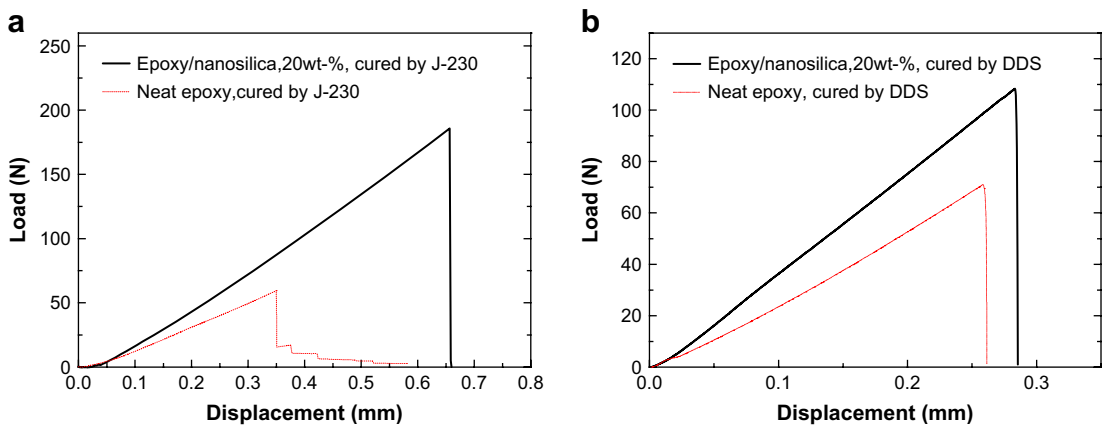 a
250
200
150
100
50
0
Load (N)
Epoxy/nanosilica,20wt-%, cured by J-230
Neat epoxy,cured by J-230
0.0 0.1 0.2 0.3 0.4 0.5 0.6 0.7 0.8
Displacement (mm)
b
120
100
80
60
40
20
0
Load (N)
Epoxy/nanosilica,20wt-%, cured by DDS
Neat epoxy, cured by DDS
0.0 0.1 0.2 0.3
Displacement (mm)